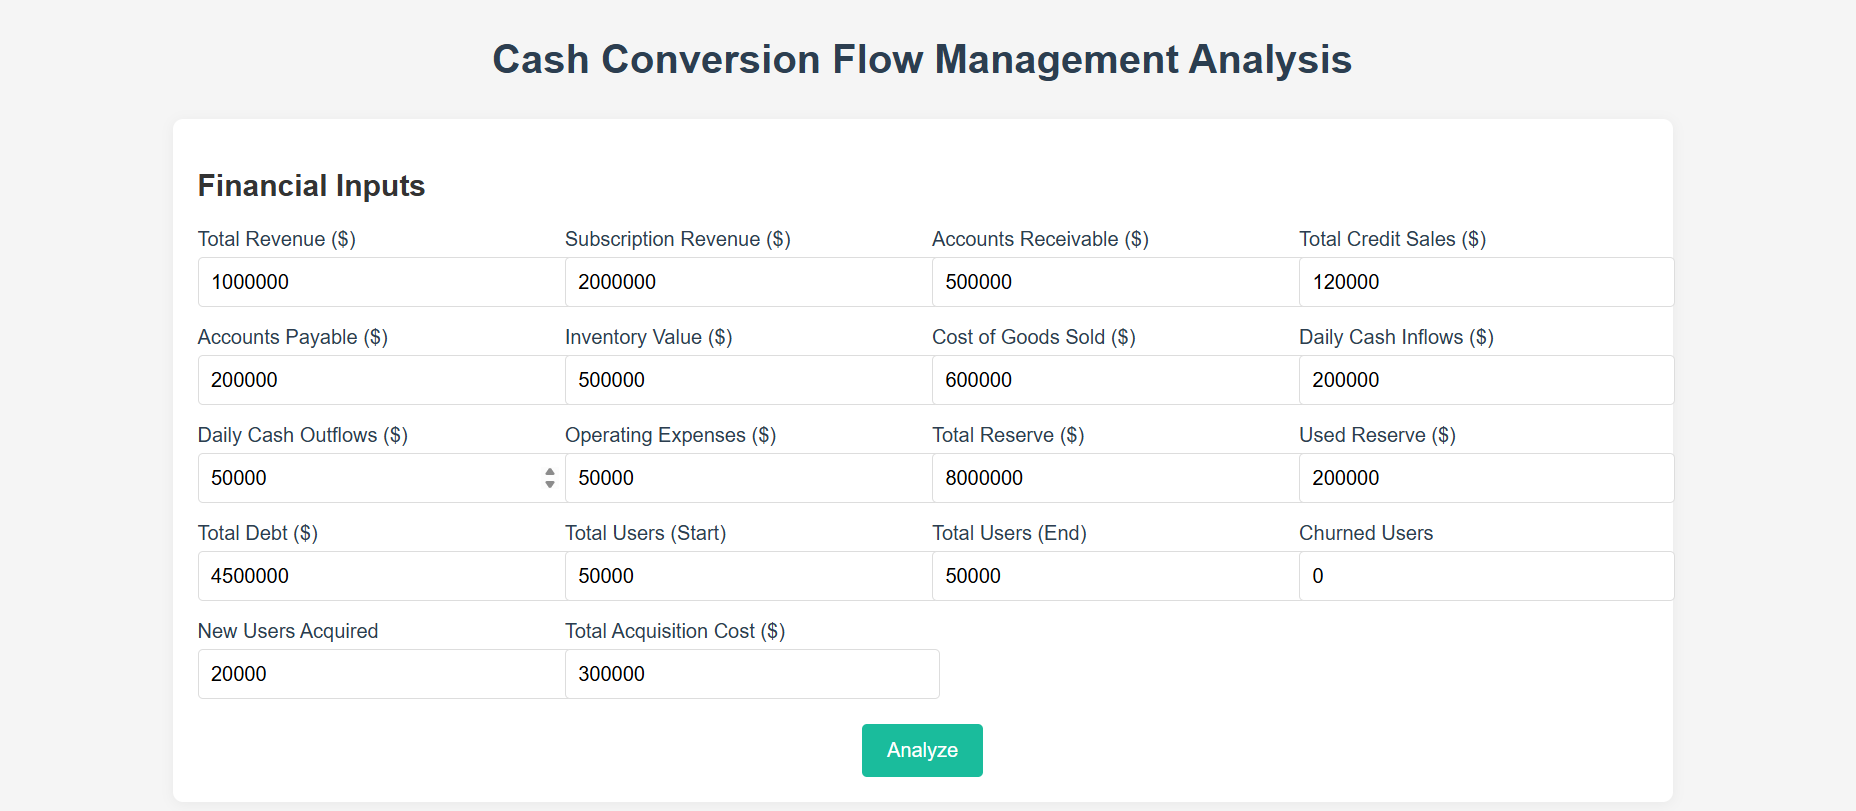 Cash Conversion Flow Management Analysis
Financial Inputs
Total Revenue ($) Subscription Revenue ($) Accounts Receivable ($) Total Credit Sales ($)
1000000 2000000 500000 120000
Accounts Payable ($) Inventory Value ($) Cost of Goods Sold ($) Daily Cash Inflows ($)
200000 500000 600000 200000
Daily Cash Outflows ($) Operating Expenses ($) Total Reserve ($) Used Reserve ($)
50000 50000 8000000 200000
Total Debt ($) Total Users (Start) Total Users (End) Churned Users
4500000 50000 50000 0
New Users Acquired Total Acquisition Cost ($)
20000 300000
Analyze